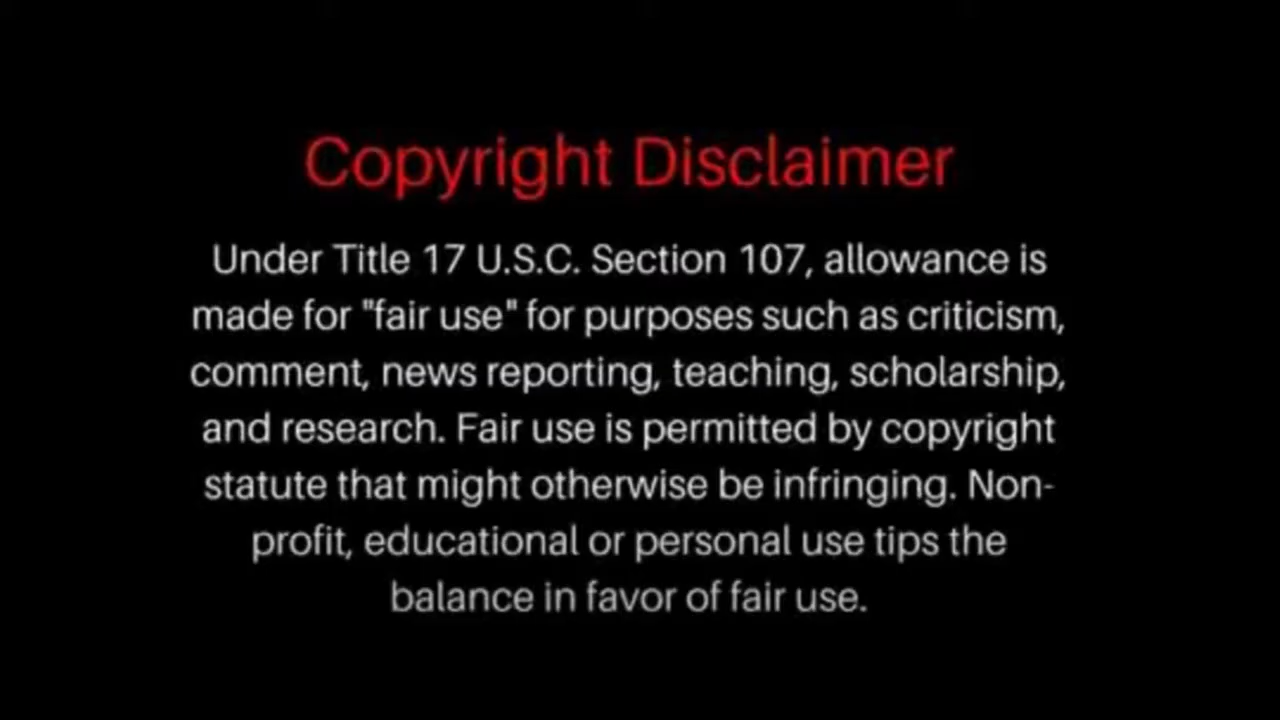 Copyright Disclaimer
Under Title 17 U.S.C. Section 107, allowance is
made for "fair use" for purposes such as criticism,
comment, news reporting, teaching, scholarship,
and research. Fair use is permitted by copyright
statute that might otherwise be infringing. Non-
profit, educational or personal use tips the
balance in favor of fair use.